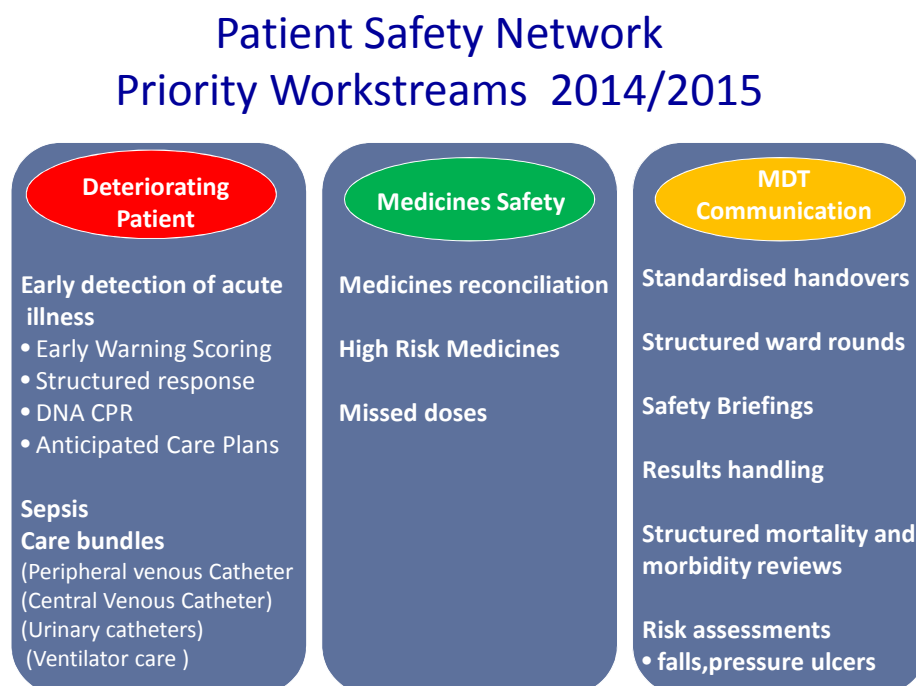 Patient Safety Network
Priority Workstreams 2014/2015
Deteriorating
Patient
Early detection of acute
illness
• Early Warning Scoring
• Structured response
• DNA CPR
• Anticipated Care Plans
Sepsis
Care bundles
(Peripheral venous Catheter
(Central Venous Catheter)
(Urinary catheters)
(Ventilator care )
Medicines Safety
Medicines reconciliation
High Risk Medicines
Missed doses
MDT
Communication
Standardised handovers
Structured ward rounds
Safety Briefings
Results handling
Structured mortality and
morbidity reviews
Risk assessments
• falls,pressure ulcers